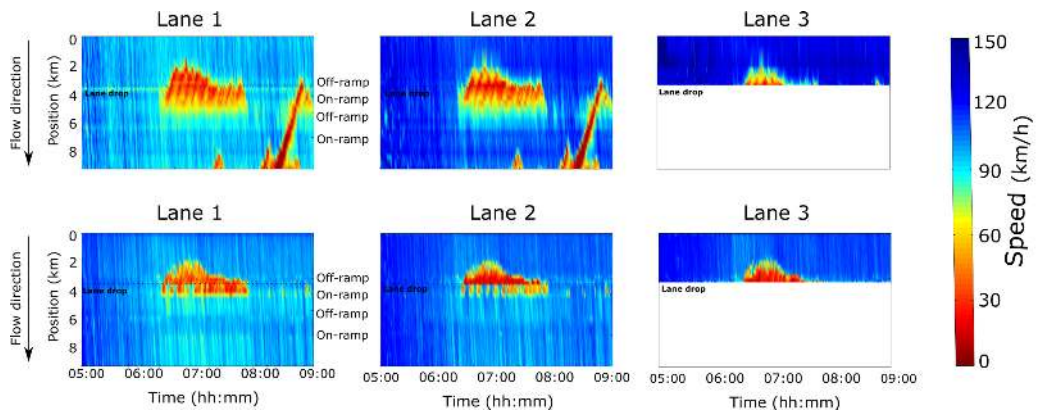 Lane 1 Lane 2 Lane 3
Flow direction
Position (km)
0
2
4
6
8
Lane drop
Off-ramp
On-ramp
Off-ramp
On-ramp
Lane drop
Lane drop
Lane 1 Lane 2 Lane 3
Flow direction
Position (km)
0
2
4
6
8
Lane drop
Off-ramp
On-ramp
Off-ramp
On-ramp
Lane drop
Lane drop
05:00 06:00 07:00 08:00 09:00
Time (hh:mm)
05:00 06:00 07:00 08:00 09:00
Time (hh:mm)
05:00 06:00 07:00 08:00 09:00
Time (hh:mm)
150
120
90
60
30
0
Speed (km/h)